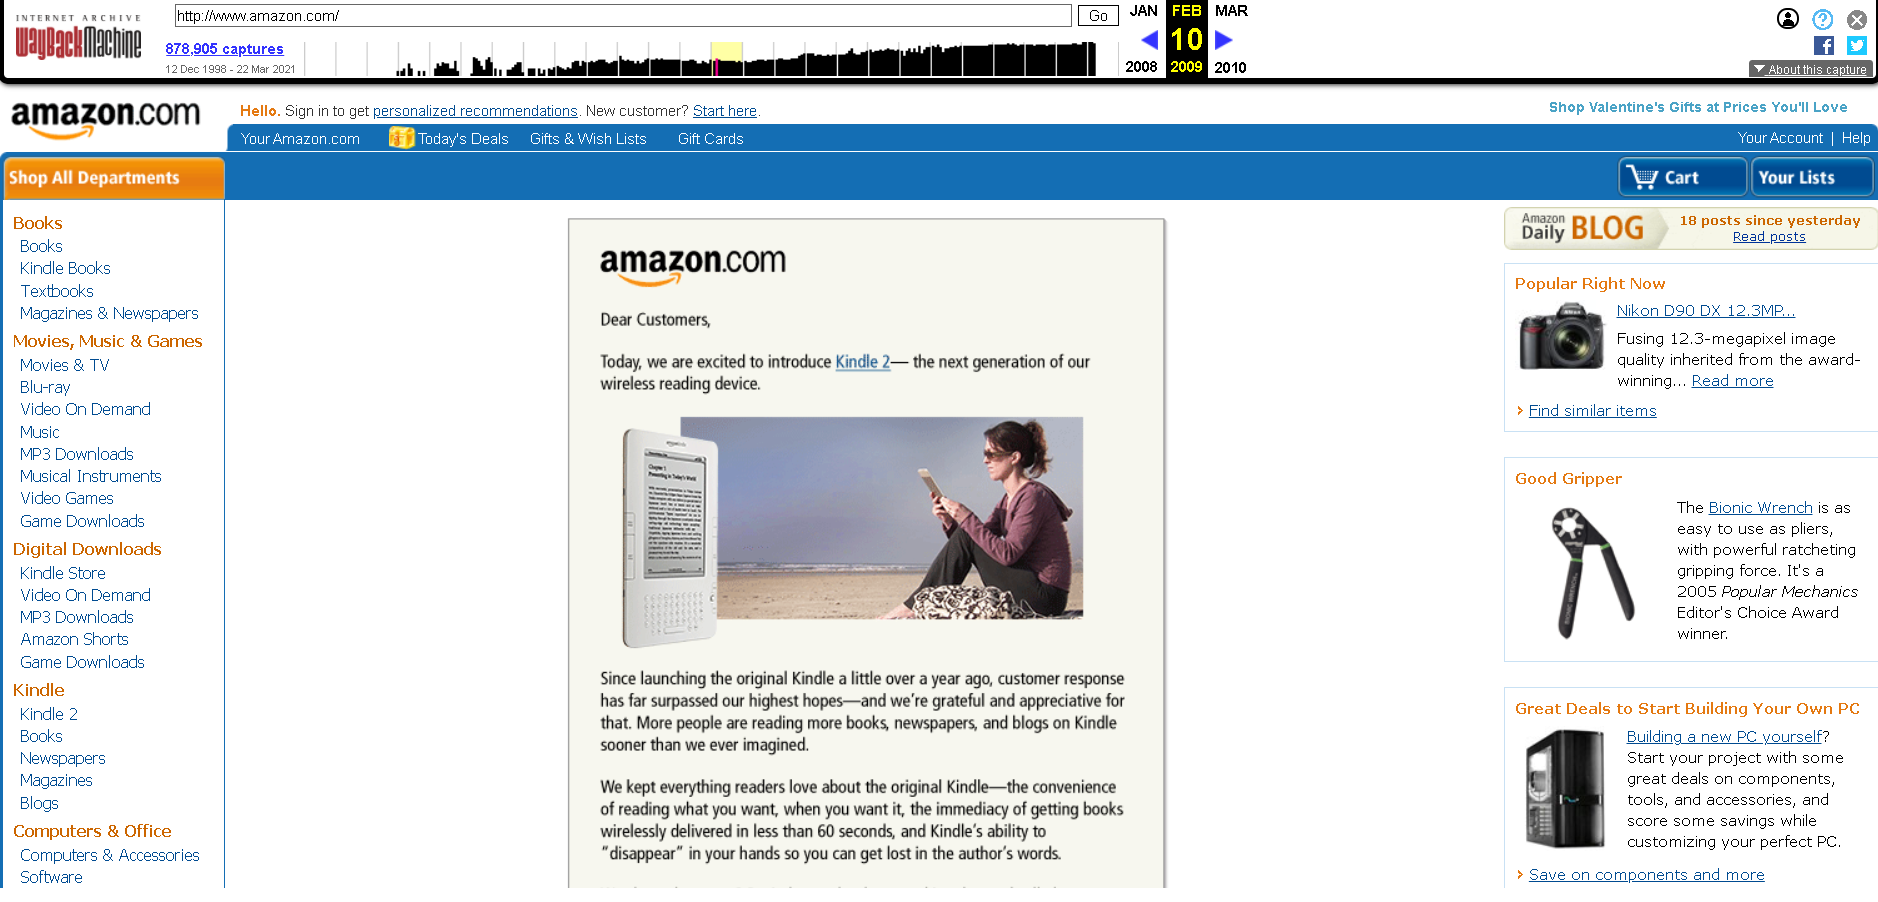 INTERNET ARCHIVE
WayBackMachine
http://www.amazon.com/
Go
878,905 captures
12 Dec 1998 - 22 Mar 2021
JAN FEB MAR
10
2008 2009 2010
About this capture
amazon.com
Hello. Sign in to get personalized recommendations. New customer? Start here.
Shop Valentine's Gifts at Prices You'll Love
Your Amazon.com Today's Deals Gifts & Wish Lists Gift Cards
Your Account | Help
Shop All Departments
Cart
Your Lists
Books
Books
Kindle Books
Textbooks
Magazines & Newspapers
Movies, Music & Games
Movies & TV
Blu-ray
Video On Demand
Music
MP3 Downloads
Musical Instruments
Video Games
Game Downloads
Digital Downloads
Kindle Store
Video On Demand
MP3 Downloads
Amazon Shorts
Game Downloads
Kindle
Kindle 2
Books
Newspapers
Magazines
Blogs
Computers & Office
Computers & Accessories
Software
amazon.com
Dear Customers,
Today, we are excited to introduce Kindle 2— the next generation of our
wireless reading device.
Since launching the original Kindle a little over a year ago, customer response
has far surpassed our highest hopes—and we're grateful and appreciative for
that. More people are reading more books, newspapers, and blogs on Kindle
sooner than we ever imagined.
We kept everything readers love about the original Kindle—the convenience
of reading what you want, when you want it, the immediacy of getting books
wirelessly delivered in less than 60 seconds, and Kindle's ability to
“disappear” in your hands so you can get lost in the author's words.
Amazon
Daily BLOG
18 posts since yesterday
Read posts
Popular Right Now
Nikon D90 DX 12.3MP...
Fusing 12.3-megapixel image
quality inherited from the award-
winning... Read more
Find similar items
Good Gripper
The Bionic Wrench is as
easy to use as pliers,
with powerful ratcheting
gripping force. It's a
2005 Popular Mechanics
Editor's Choice Award
winner.
Great Deals to Start Building Your Own PC
Building a new PC yourself?
Start your project with some
great deals on components,
tools, and accessories, and
score some savings while
customizing your perfect PC.
Save on components and more